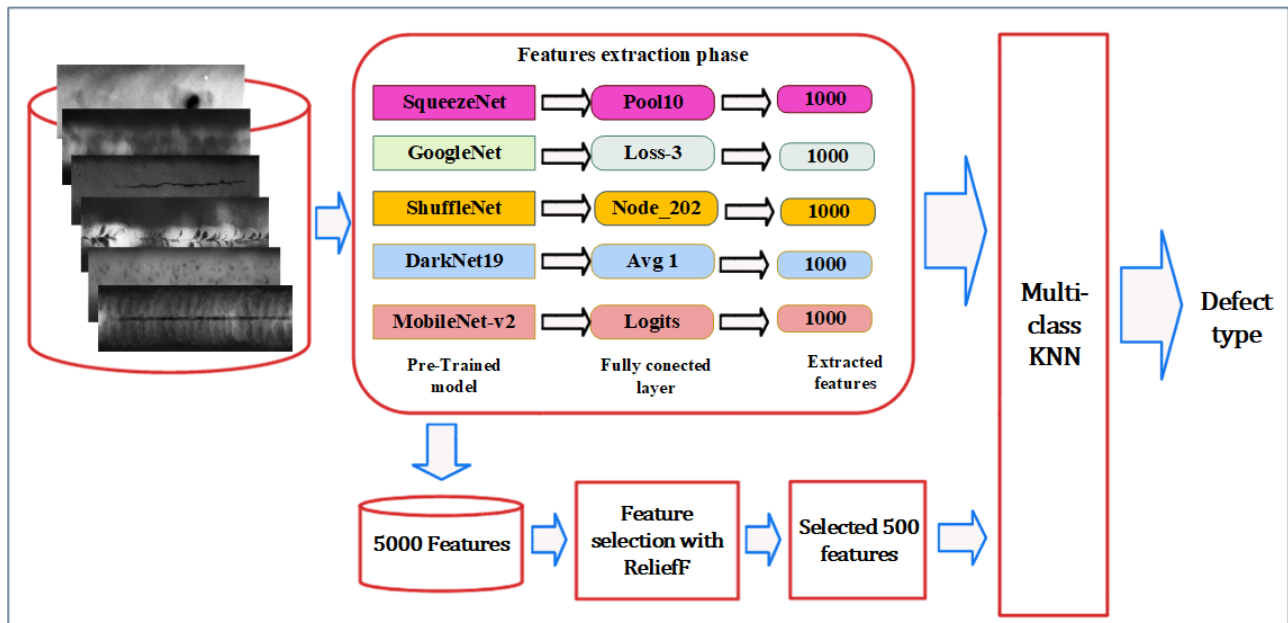 Features extraction phase
SqueezeNet
Pool10
1000
GoogleNet
Loss-3
1000
ShuffleNet
Node_202
1000
DarkNet19
Avg 1
1000
MobileNet-v2
Logits
1000
Pre-Trained
model
Fully conected
layer
Extracted
features
Multi-
class
KNN
Defect
type
5000 Features
Feature
selection with
ReliefF
Selected 500
features